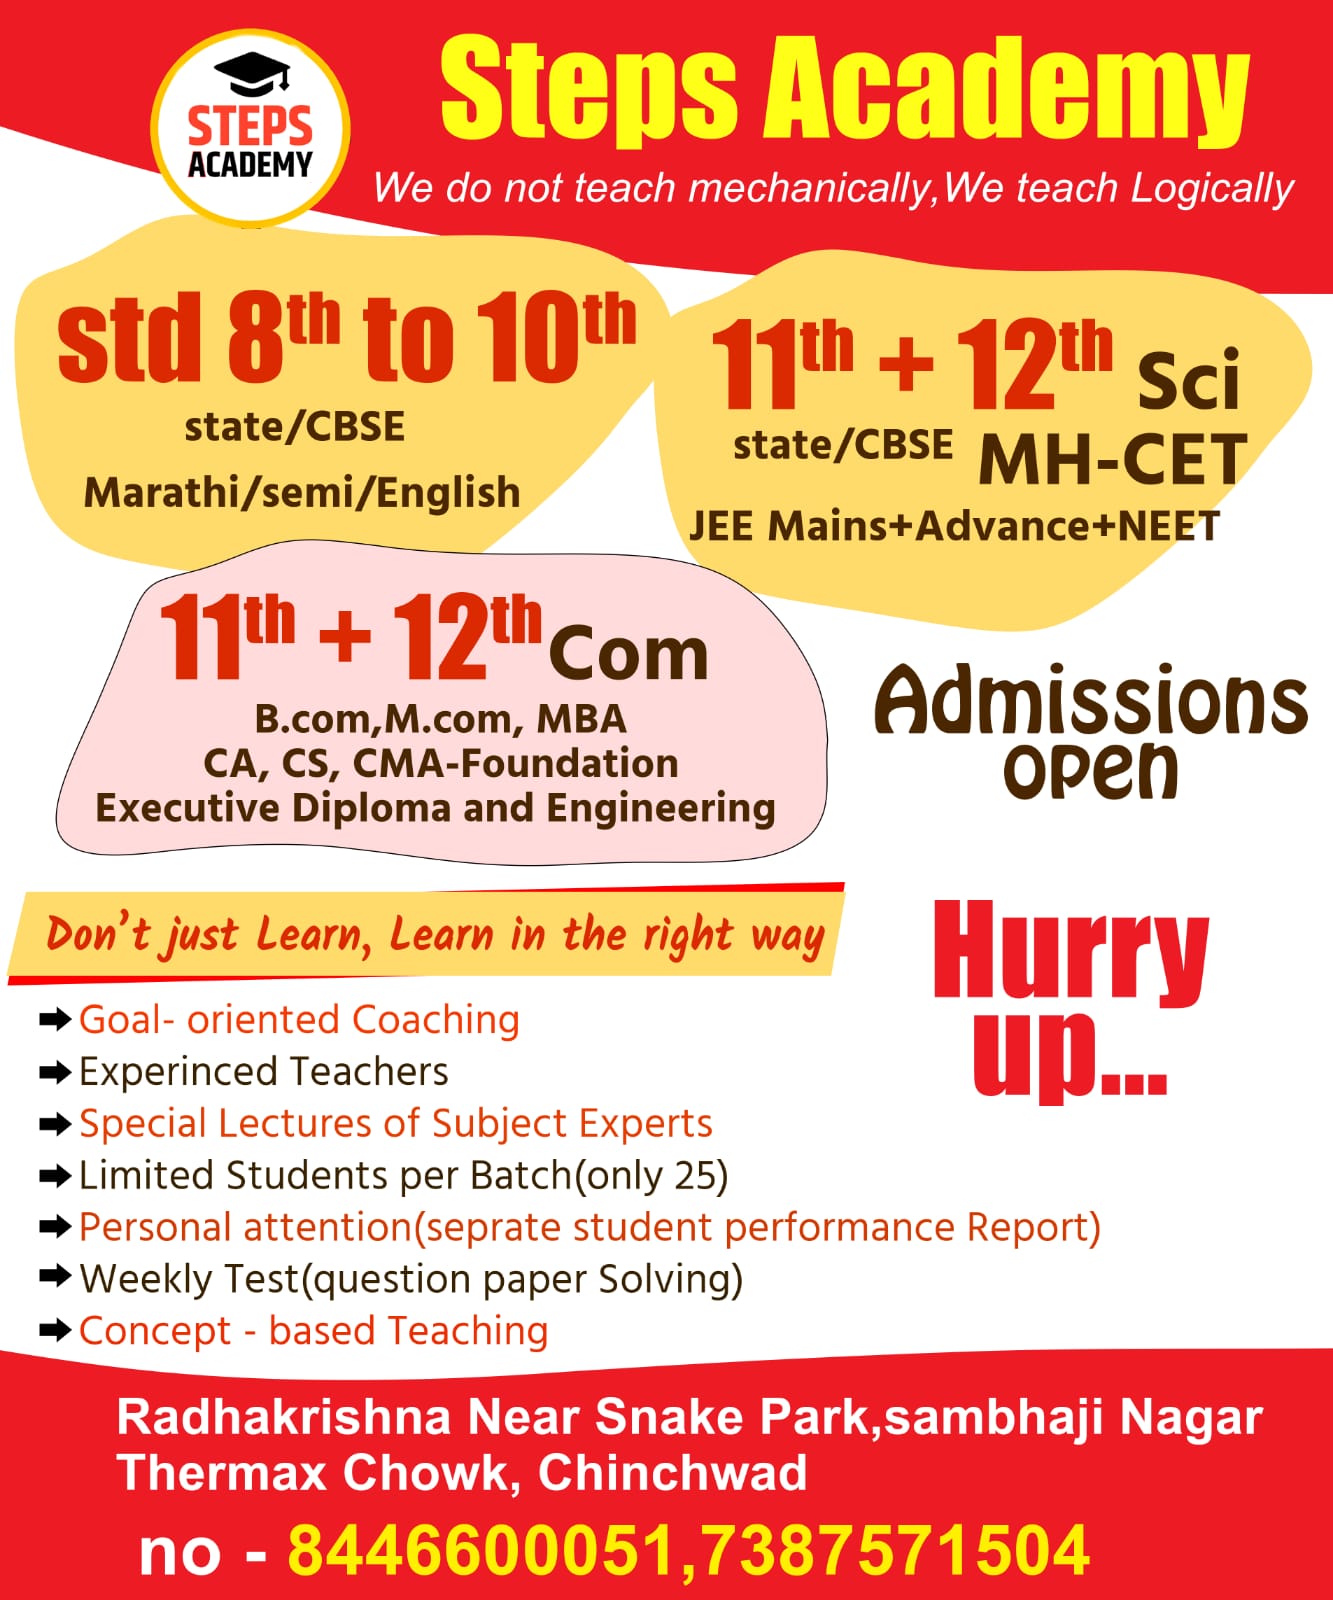 STEPS
ACADEMY
Steps Academy
We do not teach mechanically,We teach Logically
std 8th to 10th
state/CBSE
Marathi/semi/English
11th + 12th Sci
state/CBSE MH-CET
JEE Mains+Advance+NEET
11th + 12th Com
B.com,M.com, MBA
CA, CS, CMA-Foundation
Executive Diploma and Engineering
Admissions
open
Don't just Learn, Learn in the right way
Hurry
up...
Goal- oriented Coaching
Experinced Teachers
Special Lectures of Subject Experts
Limited Students per Batch(only 25)
Personal attention(seprate student performance Report)
Weekly Test(question paper Solving)
Concept - based Teaching
Radhakrishna Near Snake Park,sambhaji Nagar
Thermax Chowk, Chinchwad
no - 8446600051,7387571504